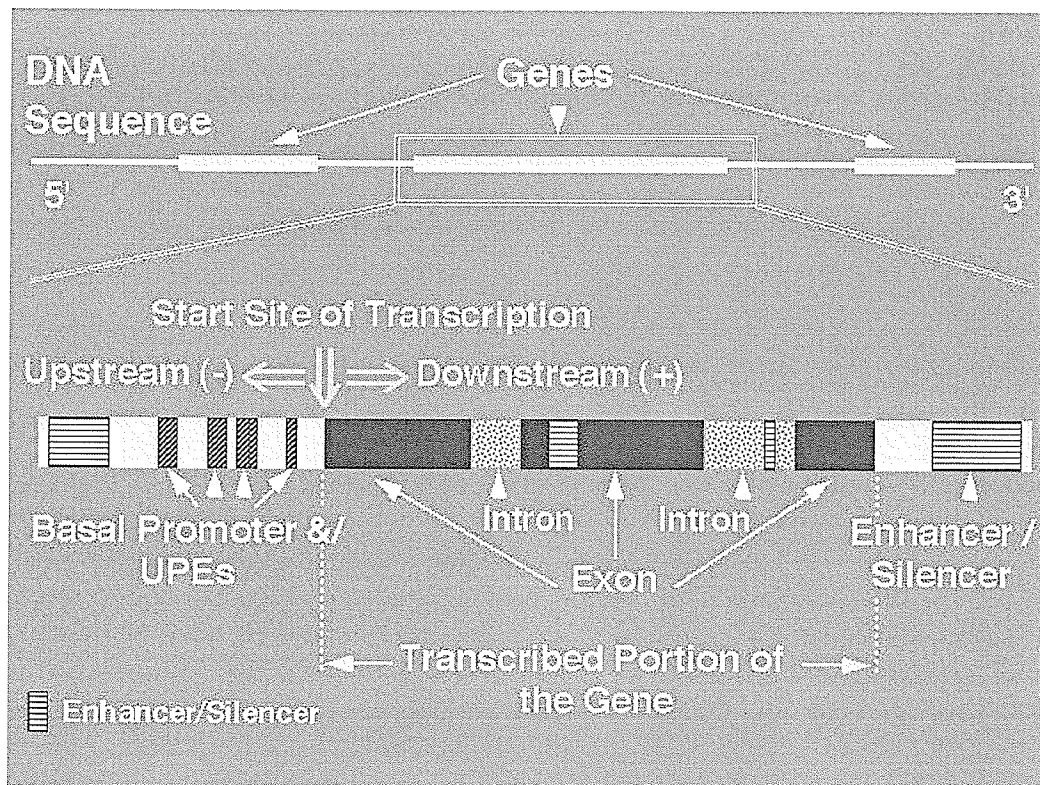 DNA
Sequence
Genes
5'
3'
Start Site of Transcription
Upstream (-)
Downstream (+)
Basal Promoter &/
UPEs
Intron
Intron
Exon
Enhancer /
Silencer
Transcribed Portion of
the Gene
Enhancer/Silencer